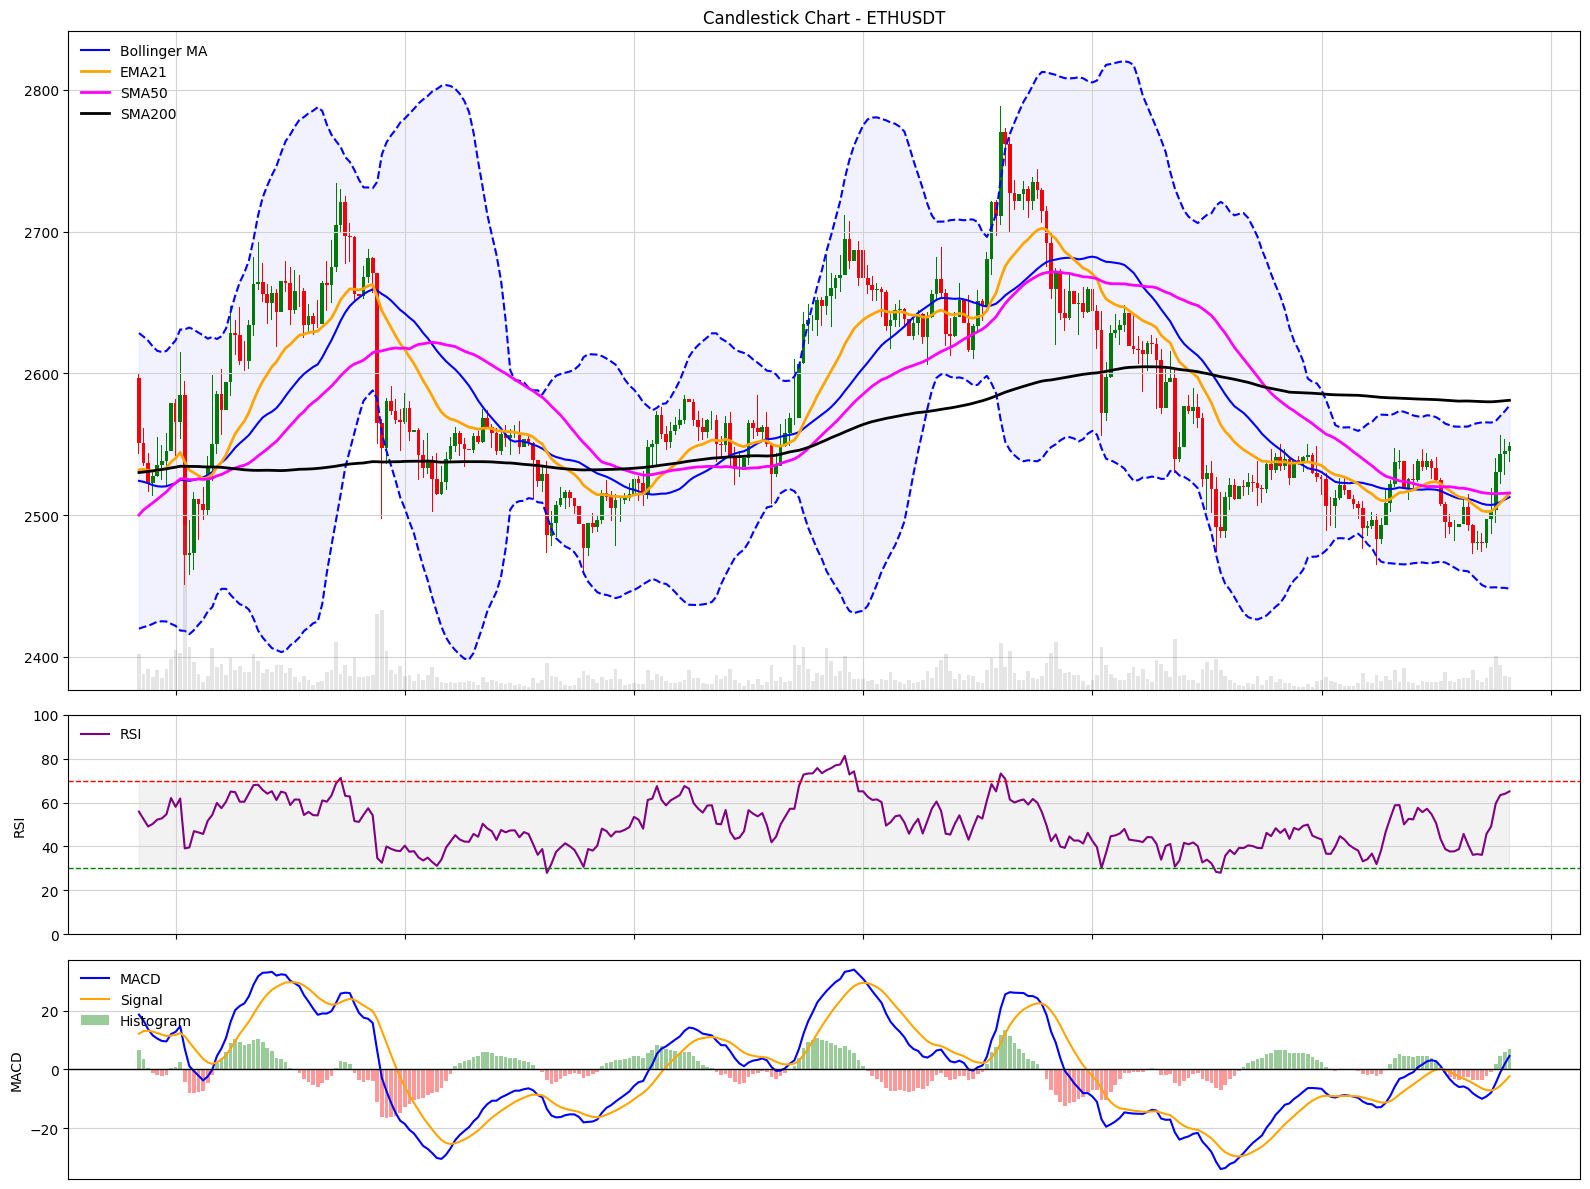 Candlestick Chart - ETHUSDT
Bollinger MA
EMA21
SMA50
SMA200
2800
2700
2600
2500
2400
RSI
100
80
60
40
20
0
RSI
MACD
Signal
Histogram
20
0
−20
MACD